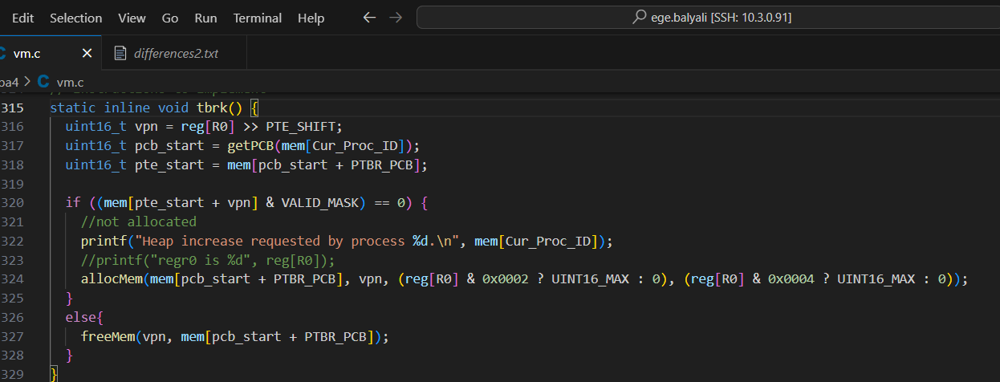 Edit Selection View Go Run Terminal Help ← → ege.balyali [SSH: 10.3.0.91]
C vm.c × differences2.txt
pa4 > C vm.c
315 static inline void tbrk() {
316 uint16_t vpn = reg[R0] >> PTE_SHIFT;
317 uint16_t pcb_start = getPCB(mem[Cur_Proc_ID]);
318 uint16_t pte_start = mem[pcb_start + PTBR_PCB];
319
320 if ((mem[pte_start + vpn] & VALID_MASK) == 0) {
321 //not allocated
322 printf("Heap increase requested by process %d.\n", mem[Cur_Proc_ID]);
323 //printf("regr0 is %d", reg[R0]);
324 allocMem(mem[pcb_start + PTBR_PCB], vpn, (reg[R0] & 0x0002 ? UINT16_MAX : 0), (reg[R0] & 0x0004 ? UINT16_MAX : 0));
325 }
326 else{
327 freeMem(vpn, mem[pcb_start + PTBR_PCB]);
328 }
329 }